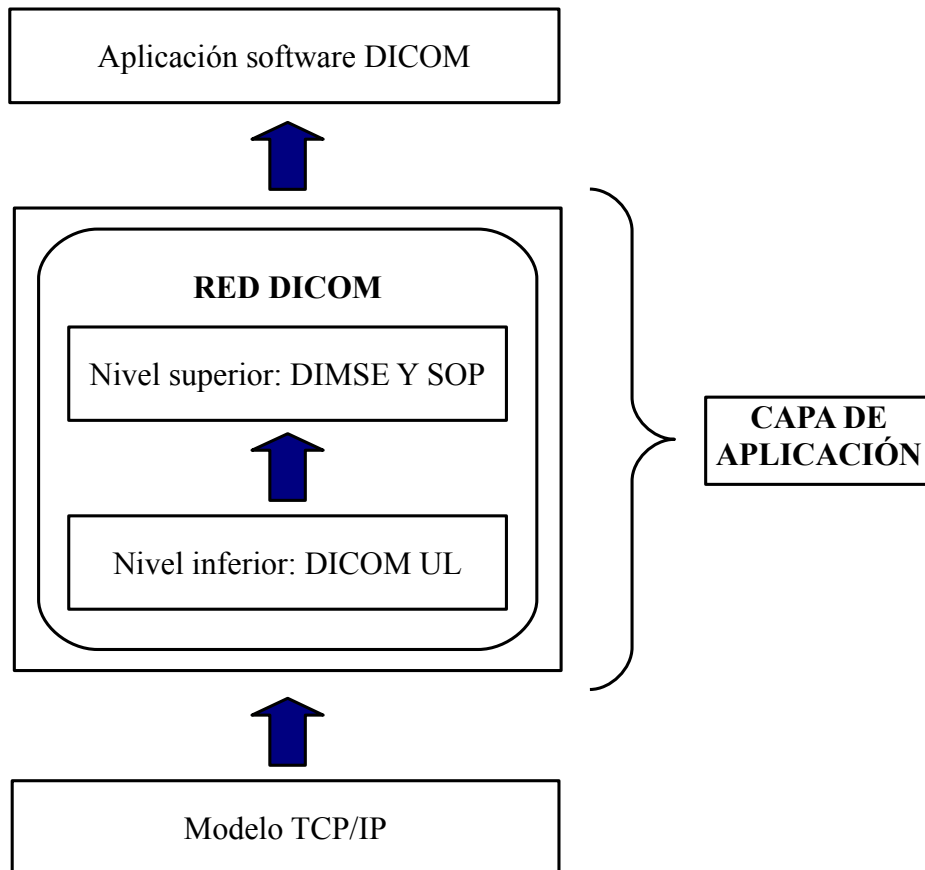 Aplicación software DICOM
RED DICOM
Nivel superior: DIMSE Y SOP
CAPA DE
APLICACIÓN
Nivel inferior: DICOM UL
Modelo TCP/IP